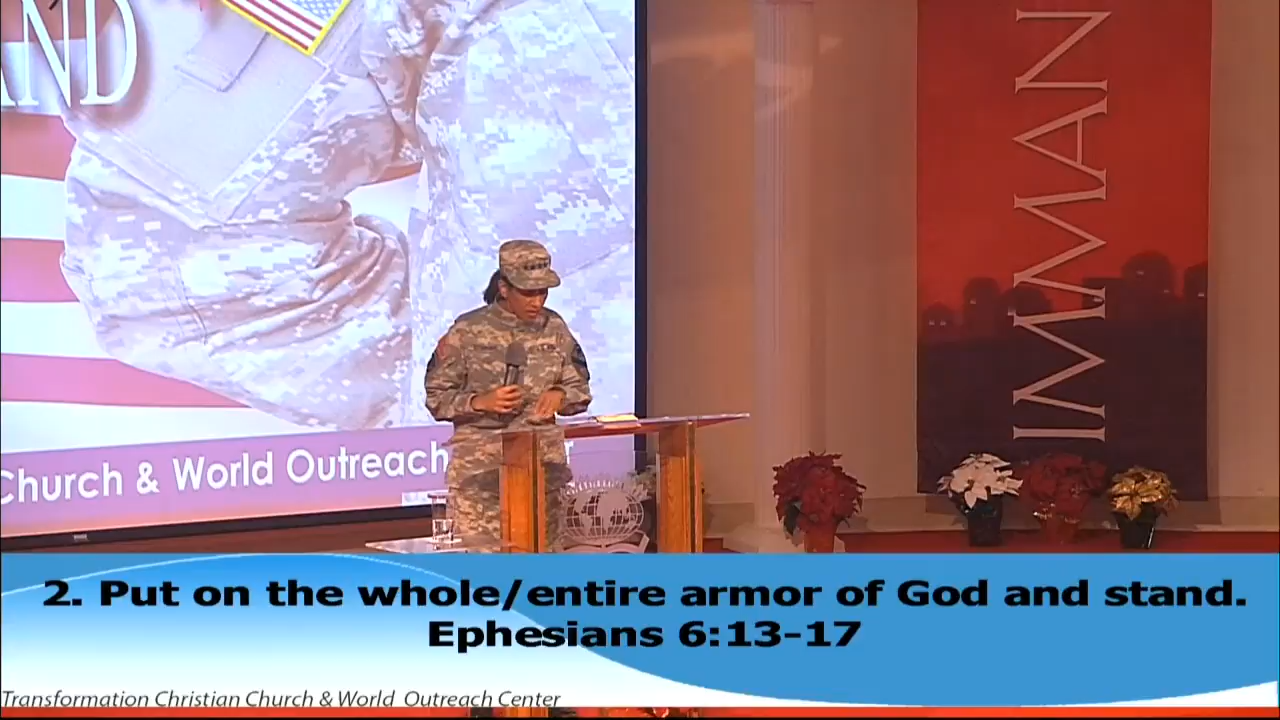 AND
Church & World Outreach
IMMAN
2. Put on the whole/entire armor of God and stand.
Ephesians 6:13-17
Transformation Christian Church & World Outreach Center